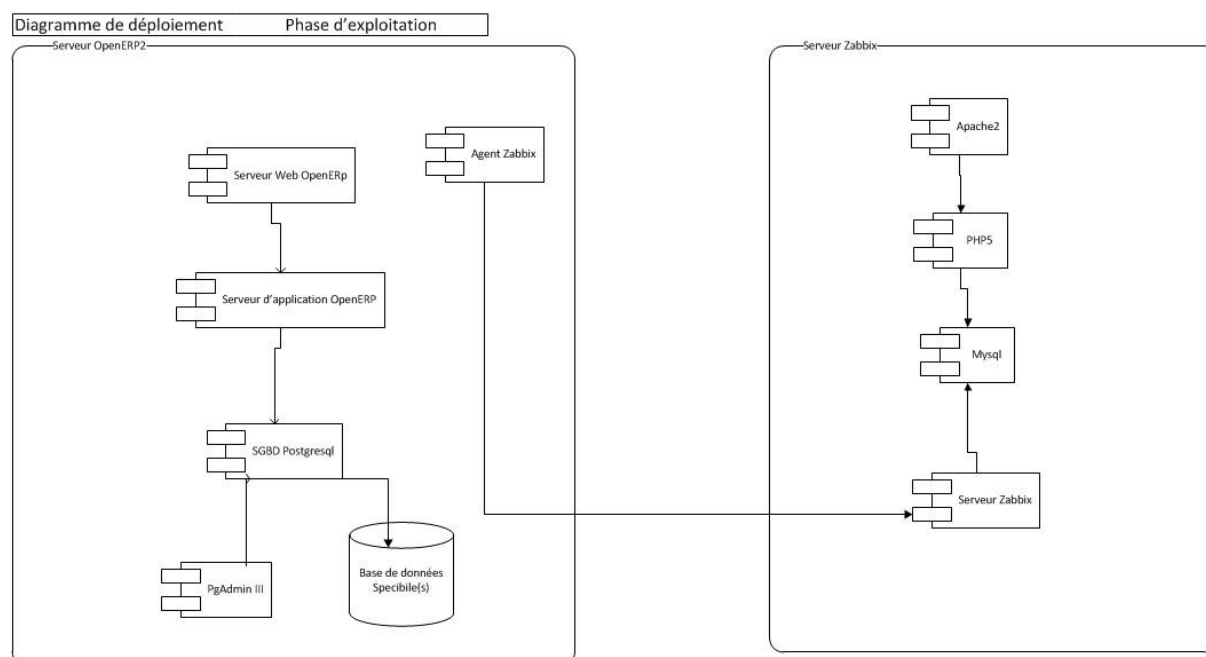 Diagramme de déploiement Phase d'exploitation
Serveur OpenERP2
Serveur Zabbix
Apache2
Agent Zabbix
Serveur Web OpenERp
PHP5
Serveur d'application OpenERP
Mysql
SGBD Postgresql
Serveur Zabbix
Base de données
Specibile(s)
PgAdmin III